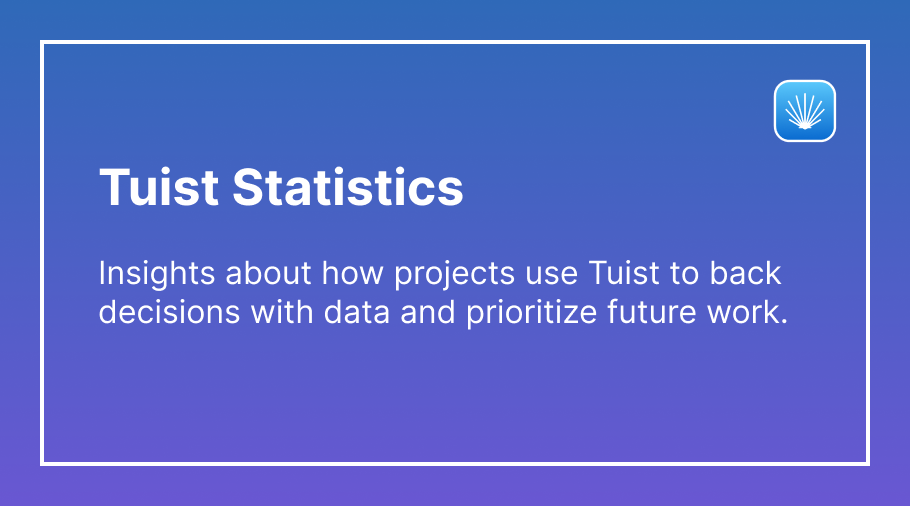 Tuist Statistics
Insights about how projects use Tuist to back
decisions with data and prioritize future work.